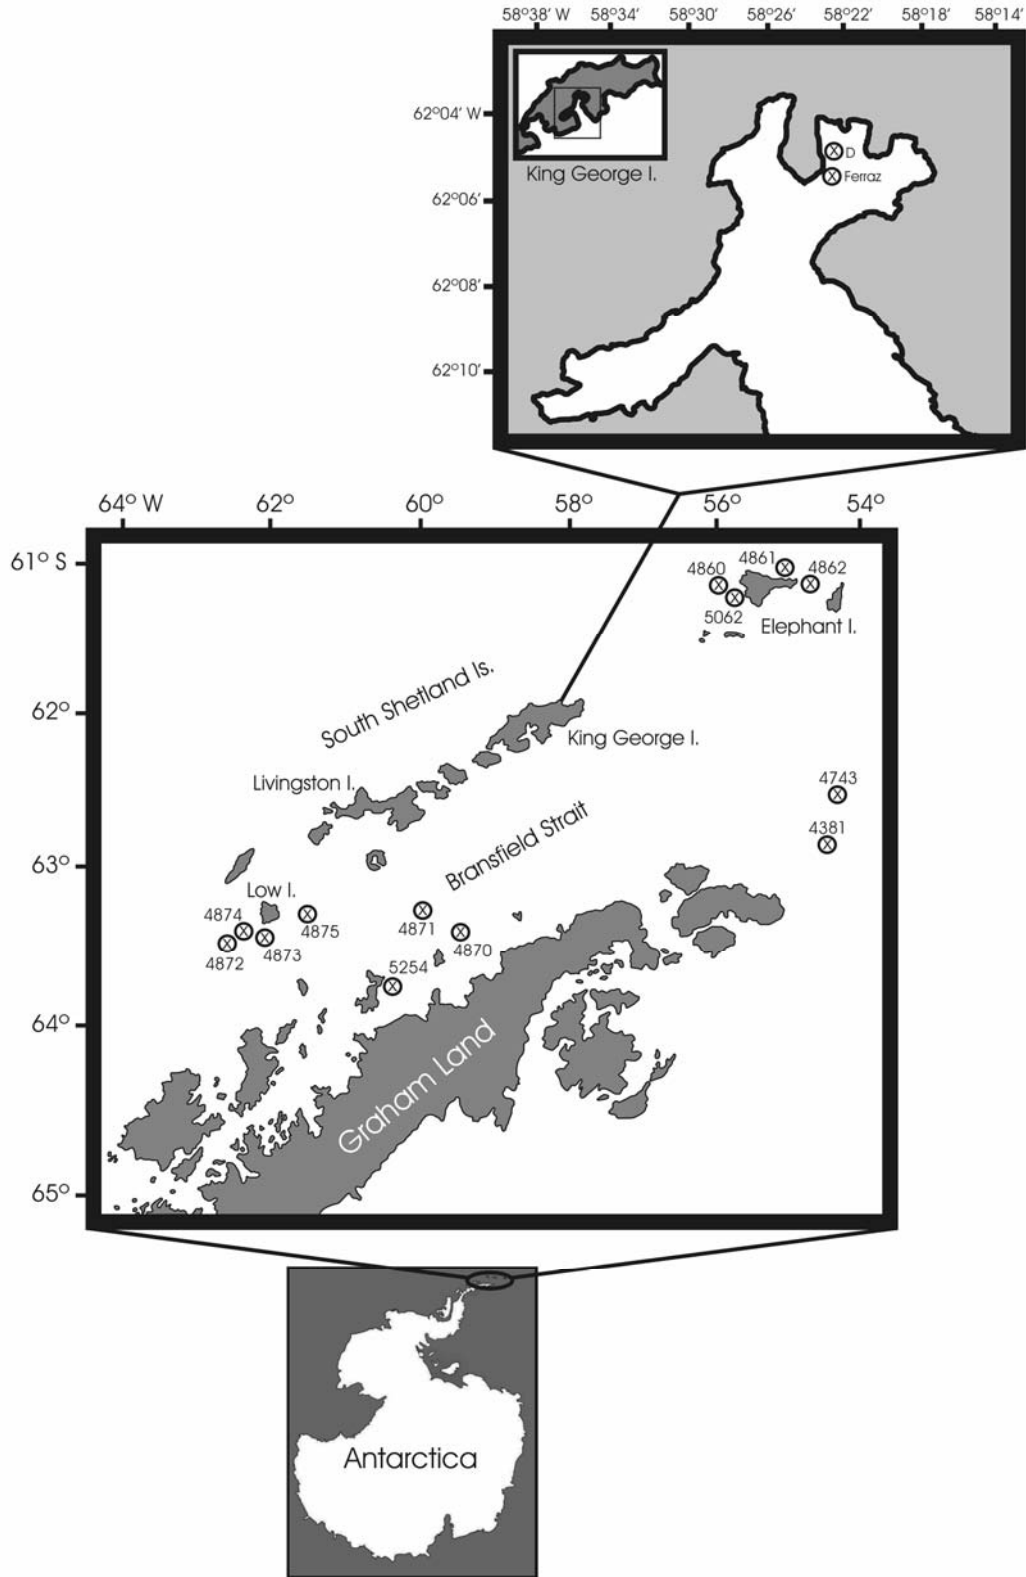 58°38' W 58°34' 58°30' 58°26' 58°22' 58°18' 58°14'
62°04' W
62°06'
62°08'
62°10'
King George I.
D
Ferraz
64° W 62° 60° 58° 56° 54°
61° S
62°
63°
64°
65°
4860
4861
4862
5062
Elephant I.
South Shetland Is.
King George I.
Livingston I.
4743
4381
Bransfield Strait
Low I.
4874
4875
4871
4870
4872
4873
5254
Graham Land
Antarctica